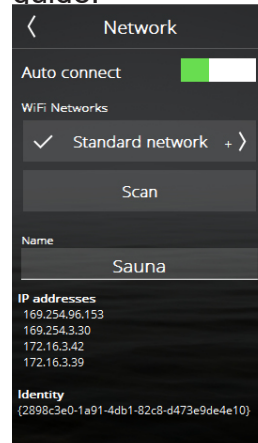 Network
Auto connect
WiFi Networks
Standard network +
Scan
Name
Sauna
IP addresses
169.254.96.153
169.254.3.30
172.16.3.42
172.16.3.39
Identity
{2898c3e0-1a91-4db1-82c8-d473e9de4e10}